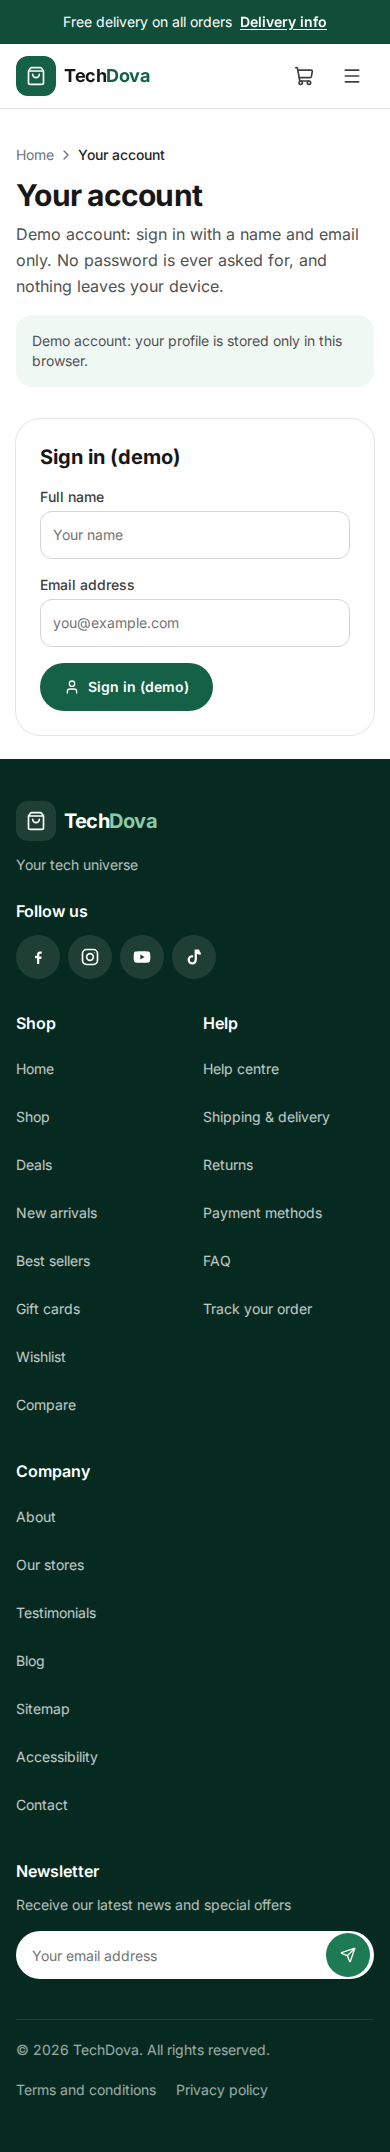 Free delivery on all orders Delivery info
TechDova
Home > Your account
Your account
Demo account: sign in with a name and email
only. No password is ever asked for, and
nothing leaves your device.
Demo account: your profile is stored only in this
browser.
Sign in (demo)
Full name
Your name
Email address
you@example.com
Sign in (demo)
TechDova
Your tech universe
Follow us
Shop
Home
Shop
Deals
New arrivals
Best sellers
Gift cards
Wishlist
Compare
Help
Help centre
Shipping & delivery
Returns
Payment methods
FAQ
Track your order
Company
About
Our stores
Testimonials
Blog
Sitemap
Accessibility
Contact
Newsletter
Receive our latest news and special offers
Your email address
© 2026 TechDova. All rights reserved.
Terms and conditions Privacy policy